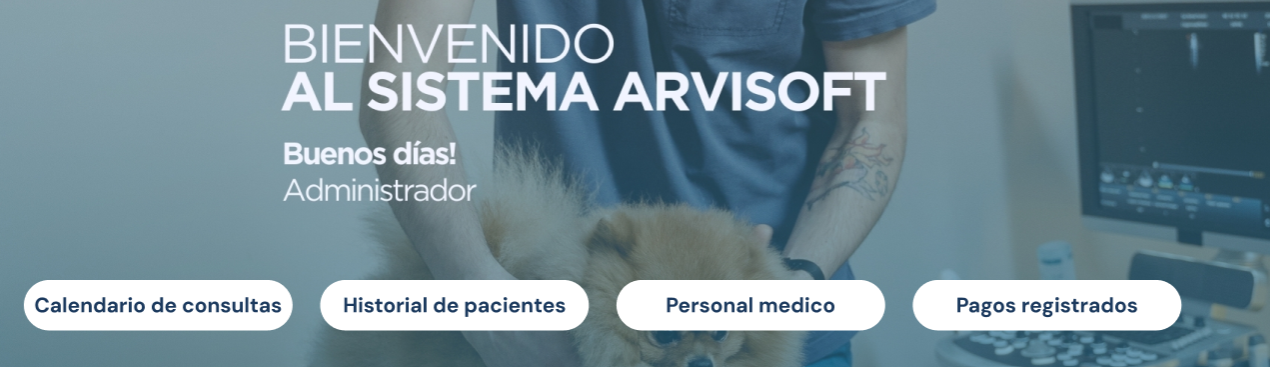 BIENVENIDO
AL SISTEMA ARVISOFT
Buenos días!
Administrador
Calendario de consultas
Historial de pacientes
Personal medico
Pagos registrados